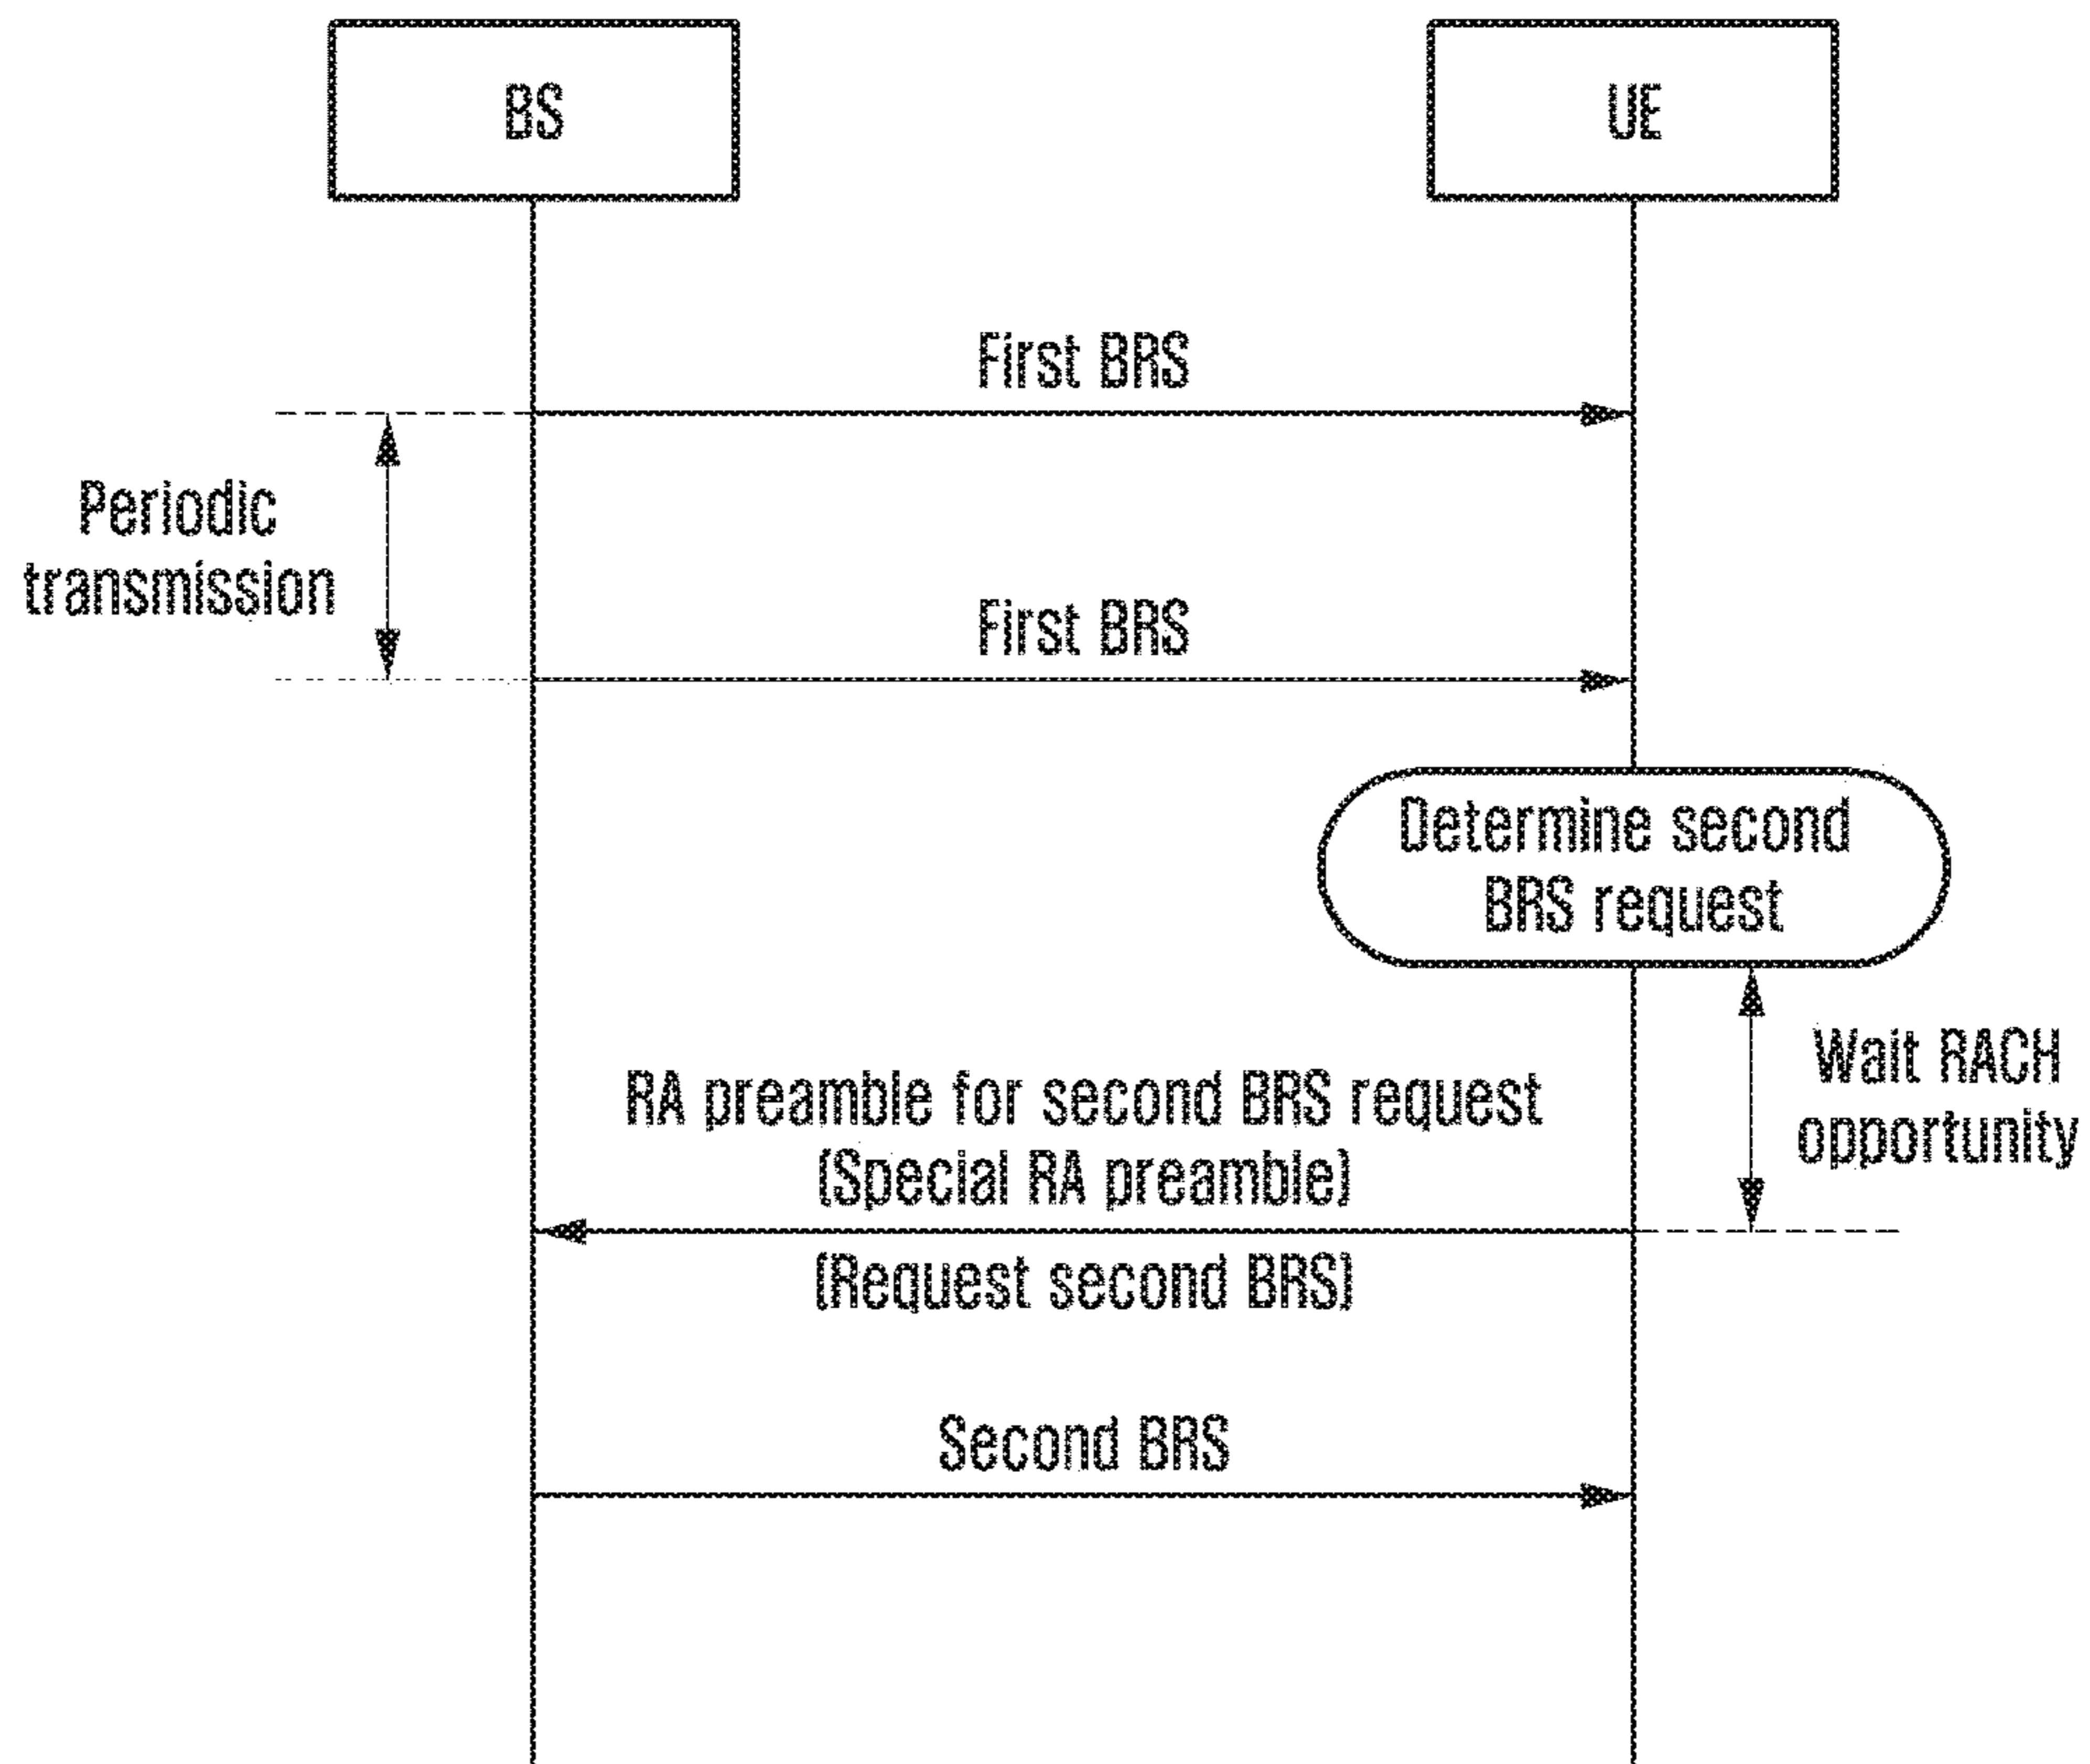 BS
UE
First BRS
Periodic
transmission
First BRS
Determine second
BRS request
Wait RACH
opportunity
RA preamble for second BRS request
(Special RA preamble)
(Request second BRS)
Second BRS